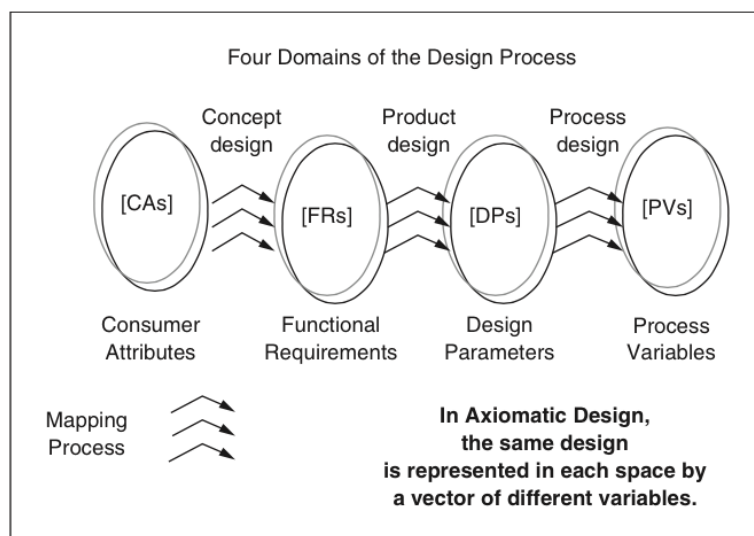 Four Domains of the Design Process
Concept
design
Product
design
Process
design
[CAs]
[FRs]
[DPs]
[PVs]
Consumer
Attributes
Functional
Requirements
Design
Parameters
Process
Variables
Mapping
Process
In Axiomatic Design,
the same design
is represented in each space by
a vector of different variables.